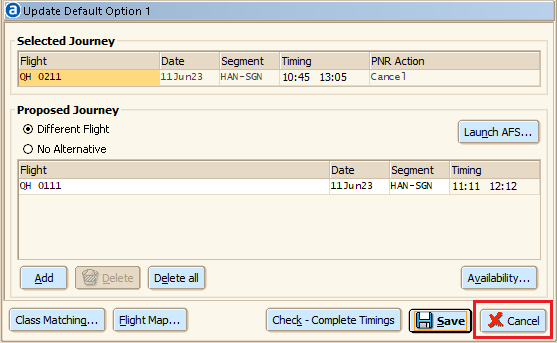 a Update Default Option 1
Selected Journey
Flight Date Segment Timing PNR Action
QH 0211 11Jun23 HAN-SGN 10:45 13:05 Cancel
Proposed Journey
Different Flight
Launch AFS...
No Alternative
Flight Date Segment Timing
QH 0111 11Jun23 HAN-SGN 11:11 12:12
Add Delete Delete all Availability...
Class Matching... Flight Map... Check - Complete Timings Save Cancel